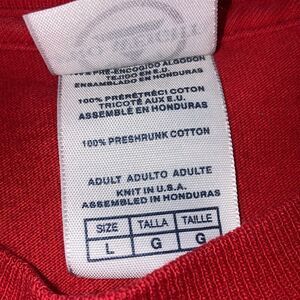 100% PRE-ENCOGIDO ALGODON
TEJIDO EN E.U.
ENSAMBLADO EN HONDURAS
100% PRÉRÉTRÉCI COTON
TRICOTÉ AUX E.U.
ASSEMBLÉ EN HONDURAS
100% PRESHRUNK COTTON
ADULT ADULTO ADULTE
KNIT IN U.S.A.
ASSEMBLED IN HONDURAS
SIZE TALLA TAILLE
L G G